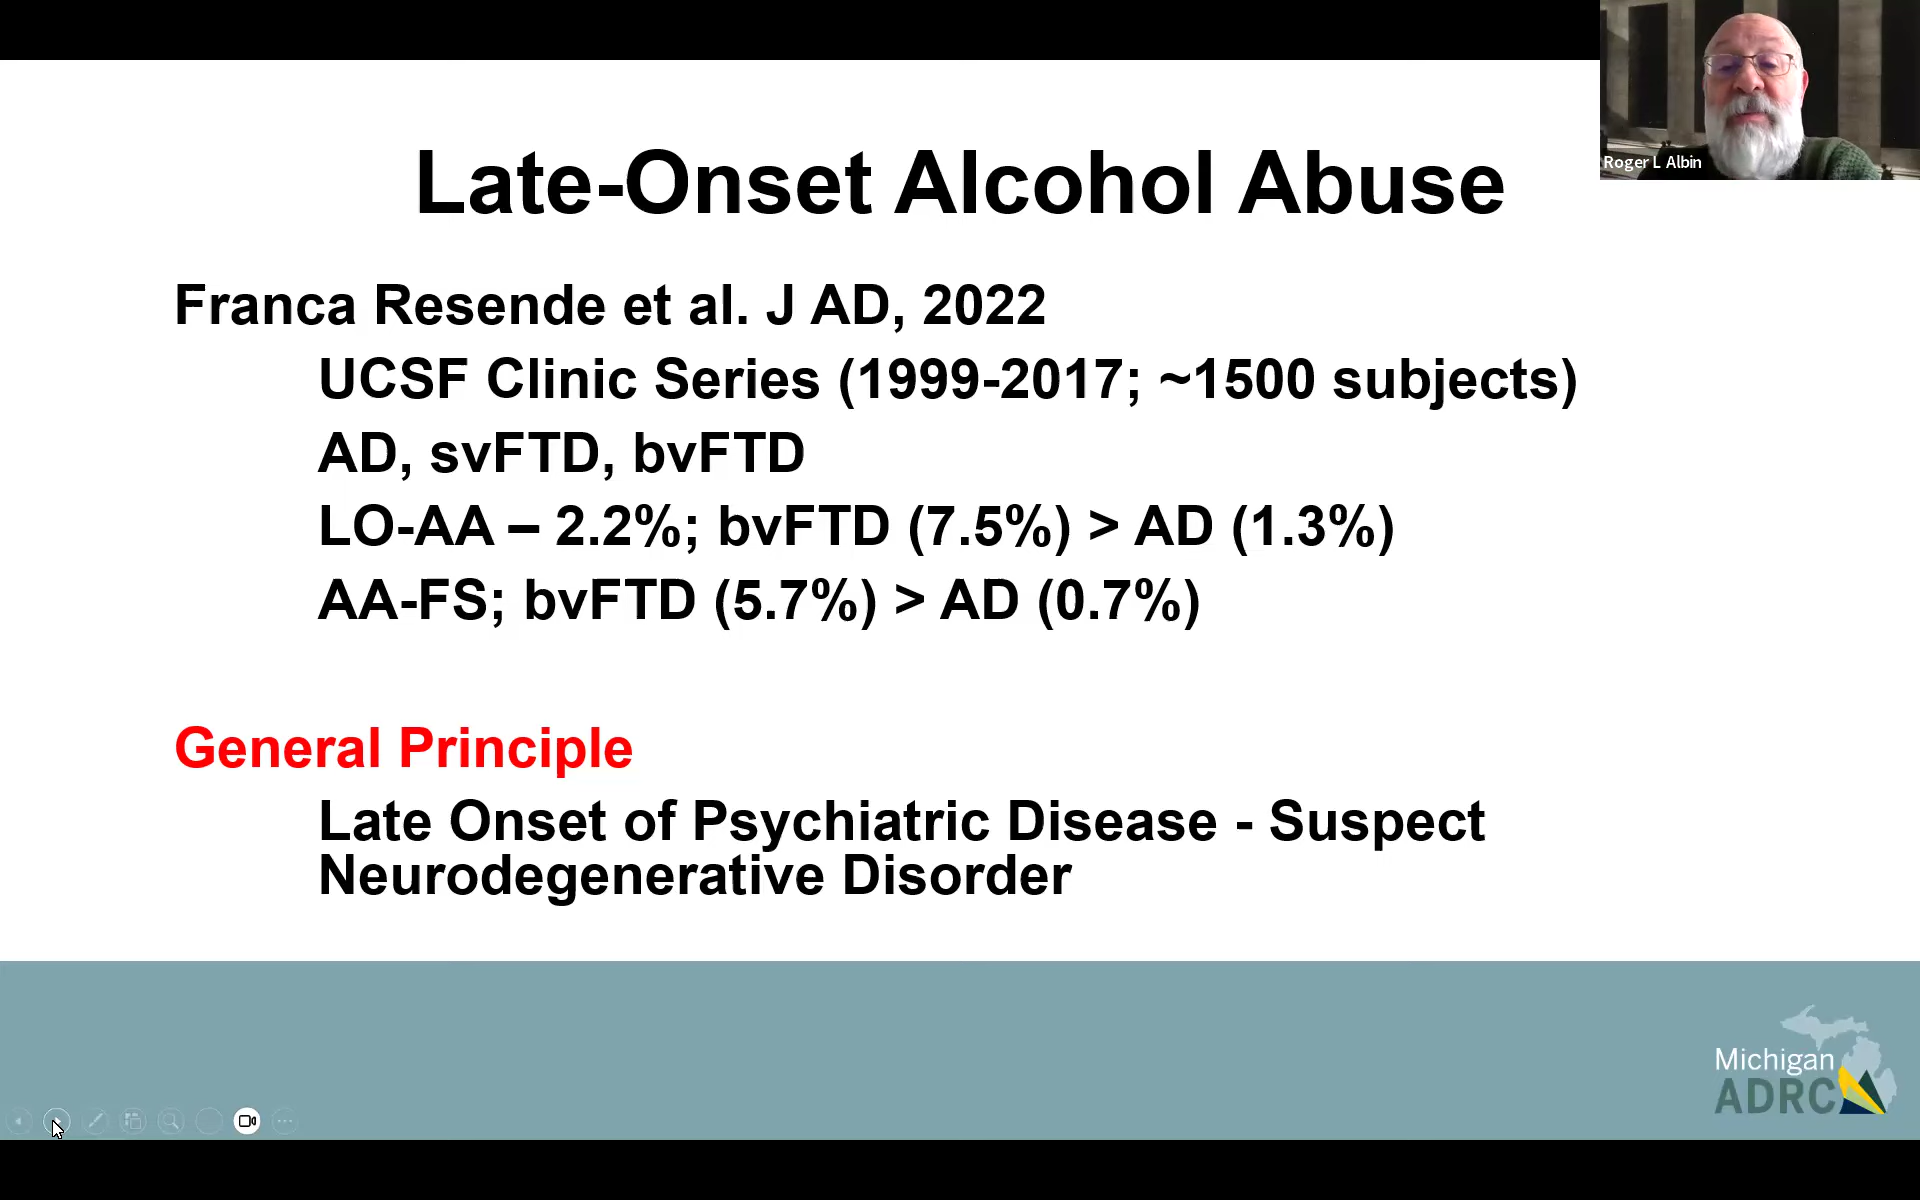 Roger L Albin
Late-Onset Alcohol Abuse
Franca Resende et al. J AD, 2022
UCSF Clinic Series (1999-2017; ~1500 subjects)
AD, svFTD, bvFTD
LO-AA – 2.2%; bvFTD (7.5%) > AD (1.3%)
AA-FS; bvFTD (5.7%) > AD (0.7%)
General Principle
Late Onset of Psychiatric Disease - Suspect
Neurodegenerative Disorder
Michigan
ADRC